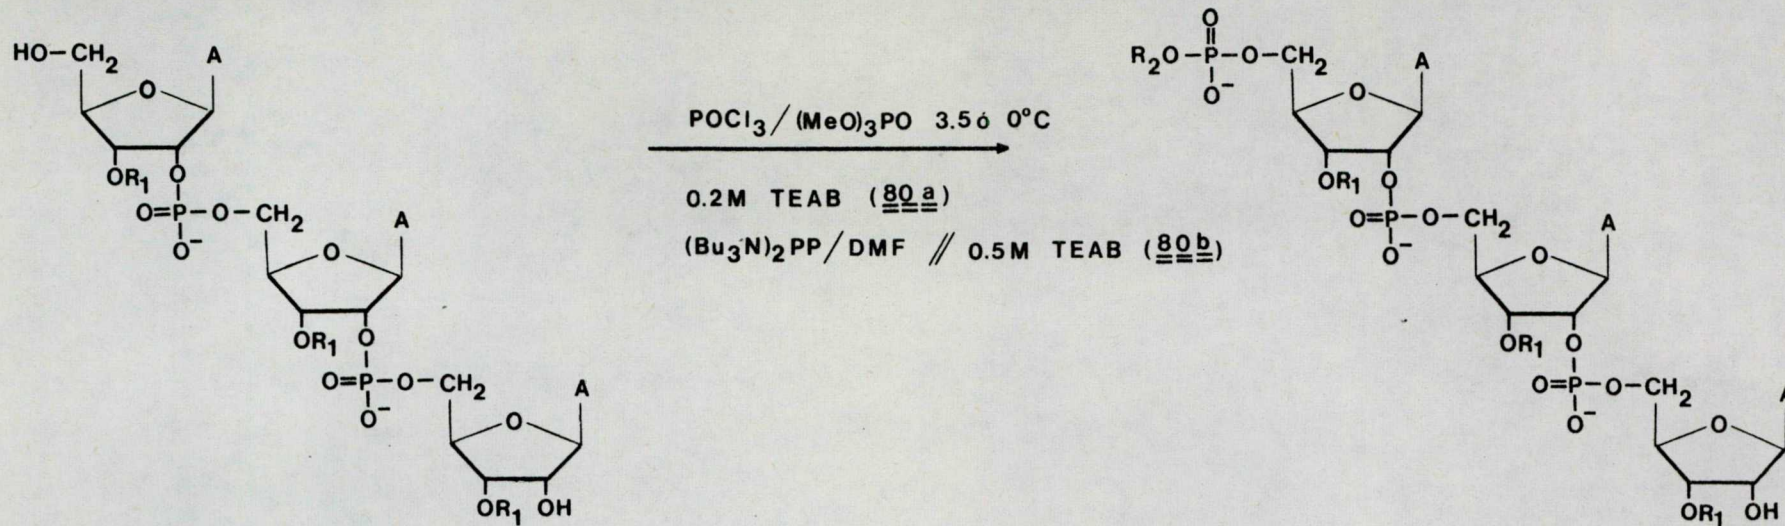 HO-CH2
A
O
OR1
O
O=P-O-CH2
O-
A
O
OR1
O
O=P-O-CH2
O-
A
O
OR1 OH
POCl3/(MeO)3PO 3.5 ó 0°C
0.2M TEAB (80a)
(Bu3N)2PP/DMF // 0.5M TEAB (80b)
O
R2O-P-O-CH2
O-
A
O
OR1
O
O=P-O-CH2
O-
A
O
OR1
O
O=P-O-CH2
O-
A
O
OR1 OH